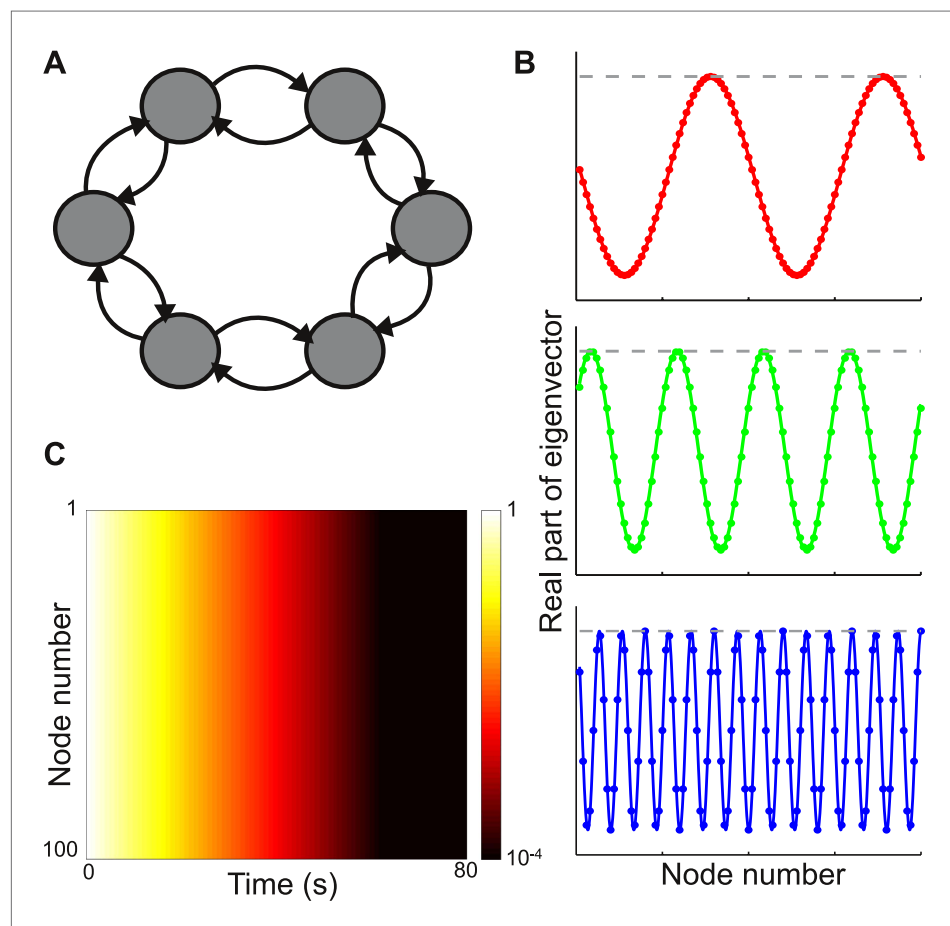 A
B
Real part of eigenvector
Node number
C
1
Node number
100
0
Time (s)
80
1
10-4